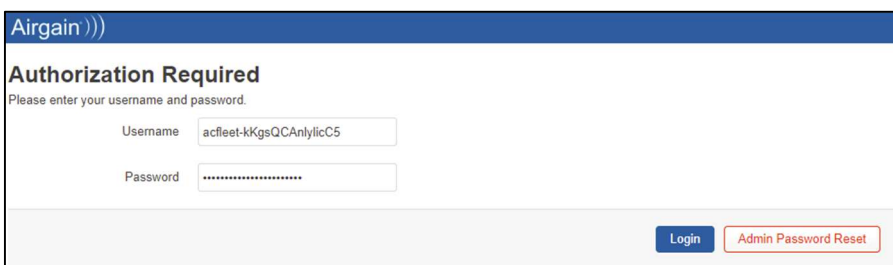 Airgain)))
Authorization Required
Please enter your username and password.
Username acfleet-kKgsQCAnlylicC5
Password ••••••••••••••••••••••
Login Admin Password Reset